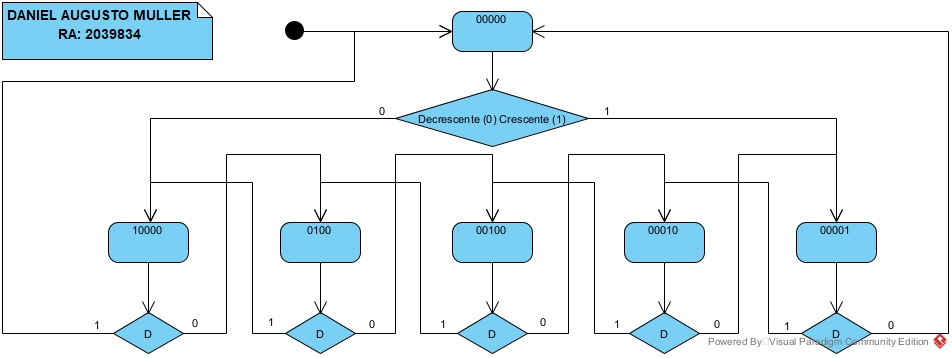 DANIEL AUGUSTO MULLER
RA: 2039834
00000
0
Decrescente (0) Crescente (1)
1
10000
0100
00100
00010
00001
1
D
0
1
D
0
1
D
0
1
D
0
1
D
0
Powered By Visual Paradigm Community Edition